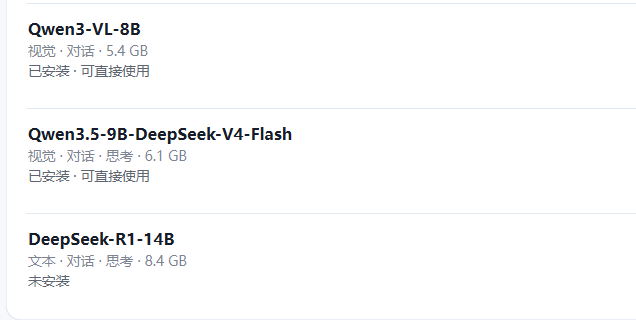 Qwen3-VL-8B
视觉 · 对话 · 5.4 GB
已安装 · 可直接使用
Qwen3.5-9B-DeepSeek-V4-Flash
视觉 · 对话 · 思考 · 6.1 GB
已安装 · 可直接使用
DeepSeek-R1-14B
文本 · 对话 · 思考 · 8.4 GB
未安装